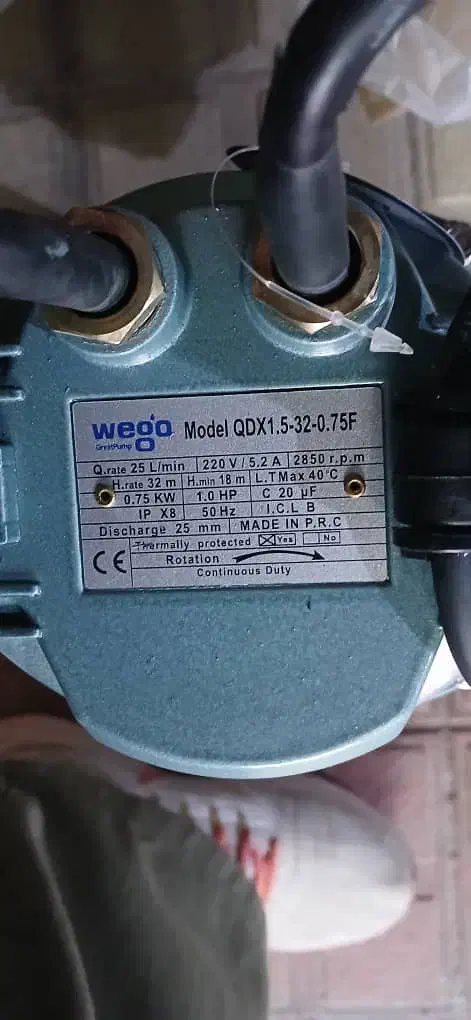 wego
GreatPump
Model QDX1.5-32-0.75F
Q.rate 25 L/min 220 V / 5.2 A 2850 r.p.m
H.rate 32 m H.min 18 m L.TMax 40°C
0.75 KW 1.0 HP C 20 µF
IP X8 50 Hz I.C.L B
Discharge 25 mm MADE IN P.R.C
CE
Thermally protected Yes No
Rotation
Continuous Duty